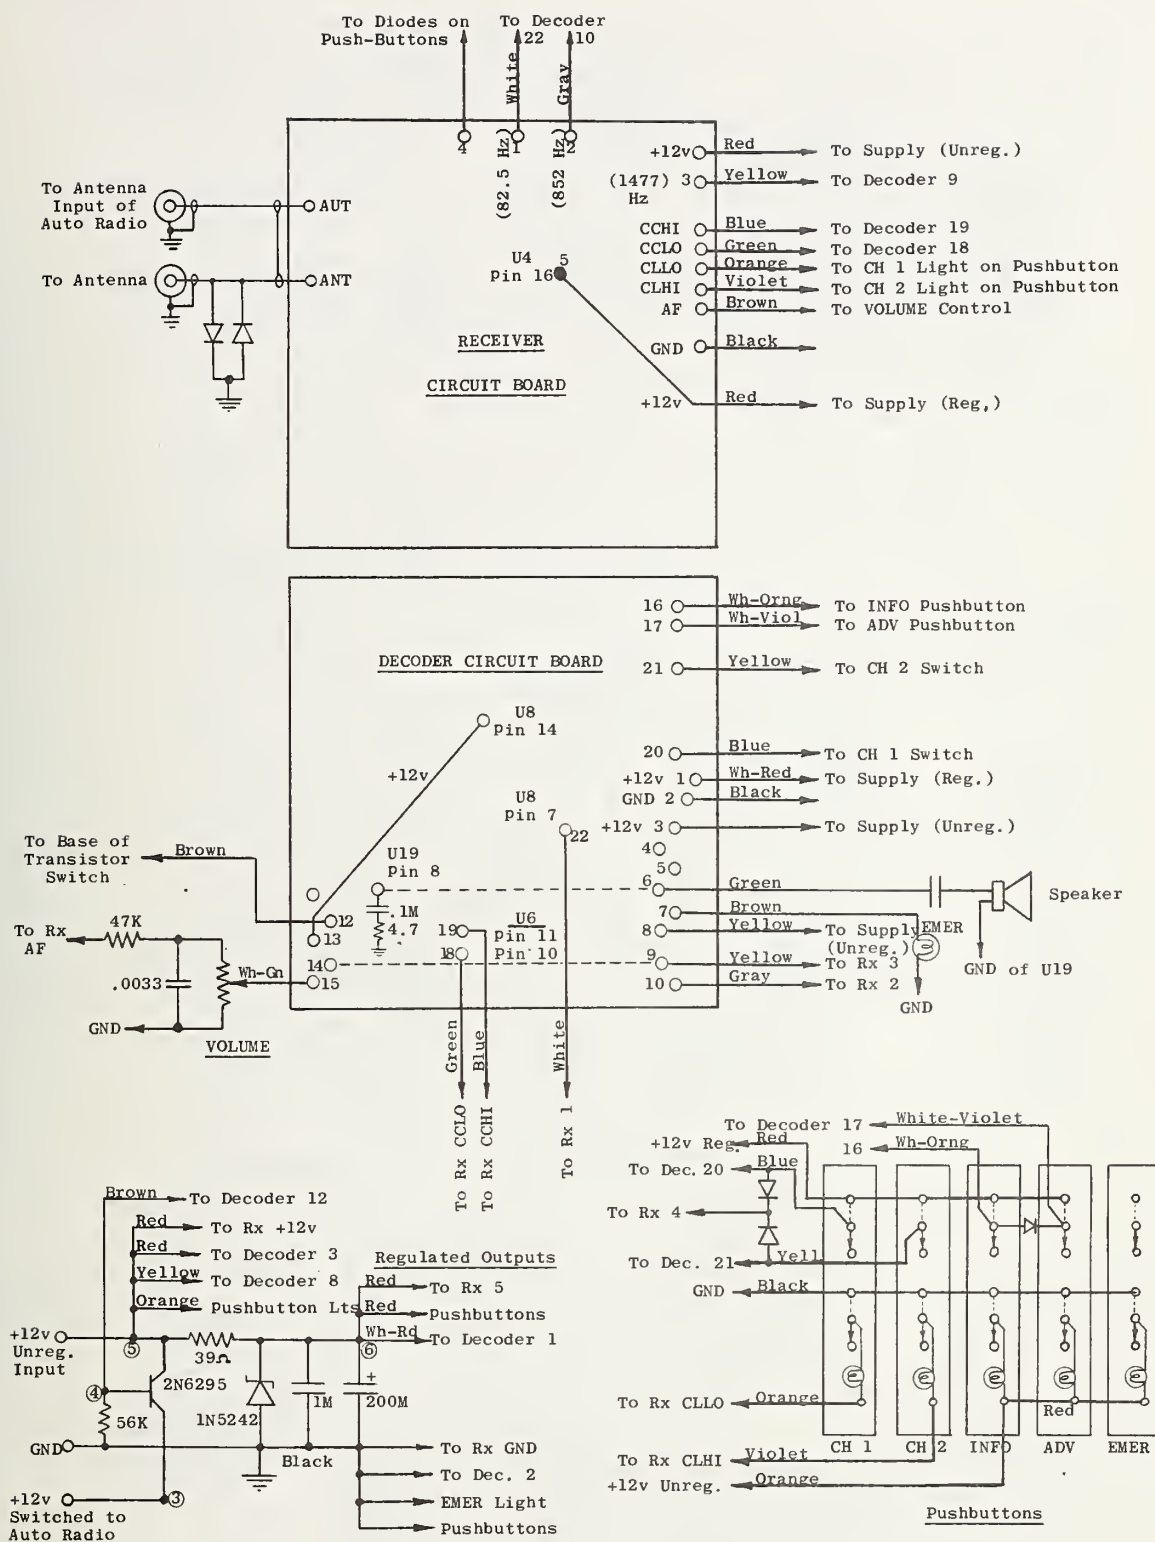 To Diodes on
Push-Buttons
To Decoder
22
10
White
Gray
4
(82.5 Hz) 1
(852 Hz) 2
To Antenna
Input of
Auto Radio
AUT
To Antenna
ANT
+12v
Red
To Supply (Unreg.)
(1477) 3
Hz
Yellow
To Decoder 9
CCHI
Blue
To Decoder 19
CCLO
Green
To Decoder 18
CLLO
Orange
To CH 1 Light on Pushbutton
CLHI
Violet
To CH 2 Light on Pushbutton
AF
Brown
To VOLUME Control
GND
Black
U4
Pin 16
5
RECEIVER
CIRCUIT BOARD
+12v
Red
To Supply (Reg,)
DECODER CIRCUIT BOARD
16
Wh-Orng
To INFO Pushbutton
17
Wh-Viol
To ADV Pushbutton
21
Yellow
To CH 2 Switch
U8
Pin 14
+12v
20
Blue
To CH 1 Switch
+12v 1
Wh-Red
To Supply (Reg.)
GND 2
Black
U8
Pin 7
22
+12v 3
To Supply (Unreg.)
4
5
6
Green
Speaker
GND of U19
7
Brown
EMER
GND
8
Yellow
To Supply
(Unreg.)
9
Yellow
To Rx 3
10
Gray
To Rx 2
To Base of
Transistor
Switch
Brown
U19
Pin 8
.1M
4.7
12
13
14
15
19
18
U6
Pin 11
Pin 10
To Rx
AF
47K
.0033
Wh-Gn
GND
VOLUME
Green
Blue
White
To Rx CCLO
To Rx CCHI
To Rx 1
Brown
To Decoder 12
Red
To Rx +12v
Red
To Decoder 3
Yellow
To Decoder 8
Orange
Pushbutton Lts
Regulated Outputs
Red
To Rx 5
Red
Pushbuttons
Wh-Rd
To Decoder 1
+12v
Unreg.
Input
5
39Ω
6
4
2N6295
56K
1N5242
1M
+
200M
GND
Black
To Rx GND
To Dec. 2
EMER Light
Pushbuttons
+12v
Switched to
Auto Radio
3
To Decoder 17
White-Violet
+12v Reg.
Red
16
Wh-Orng
To Dec. 20
Blue
To Rx 4
To Dec. 21
Yell
GND
Black
To Rx CLLO
Orange
Red
CH 1
CH 2
INFO
ADV
EMER
To Rx CLHI
Violet
+12v Unreg.
Orange
Pushbuttons